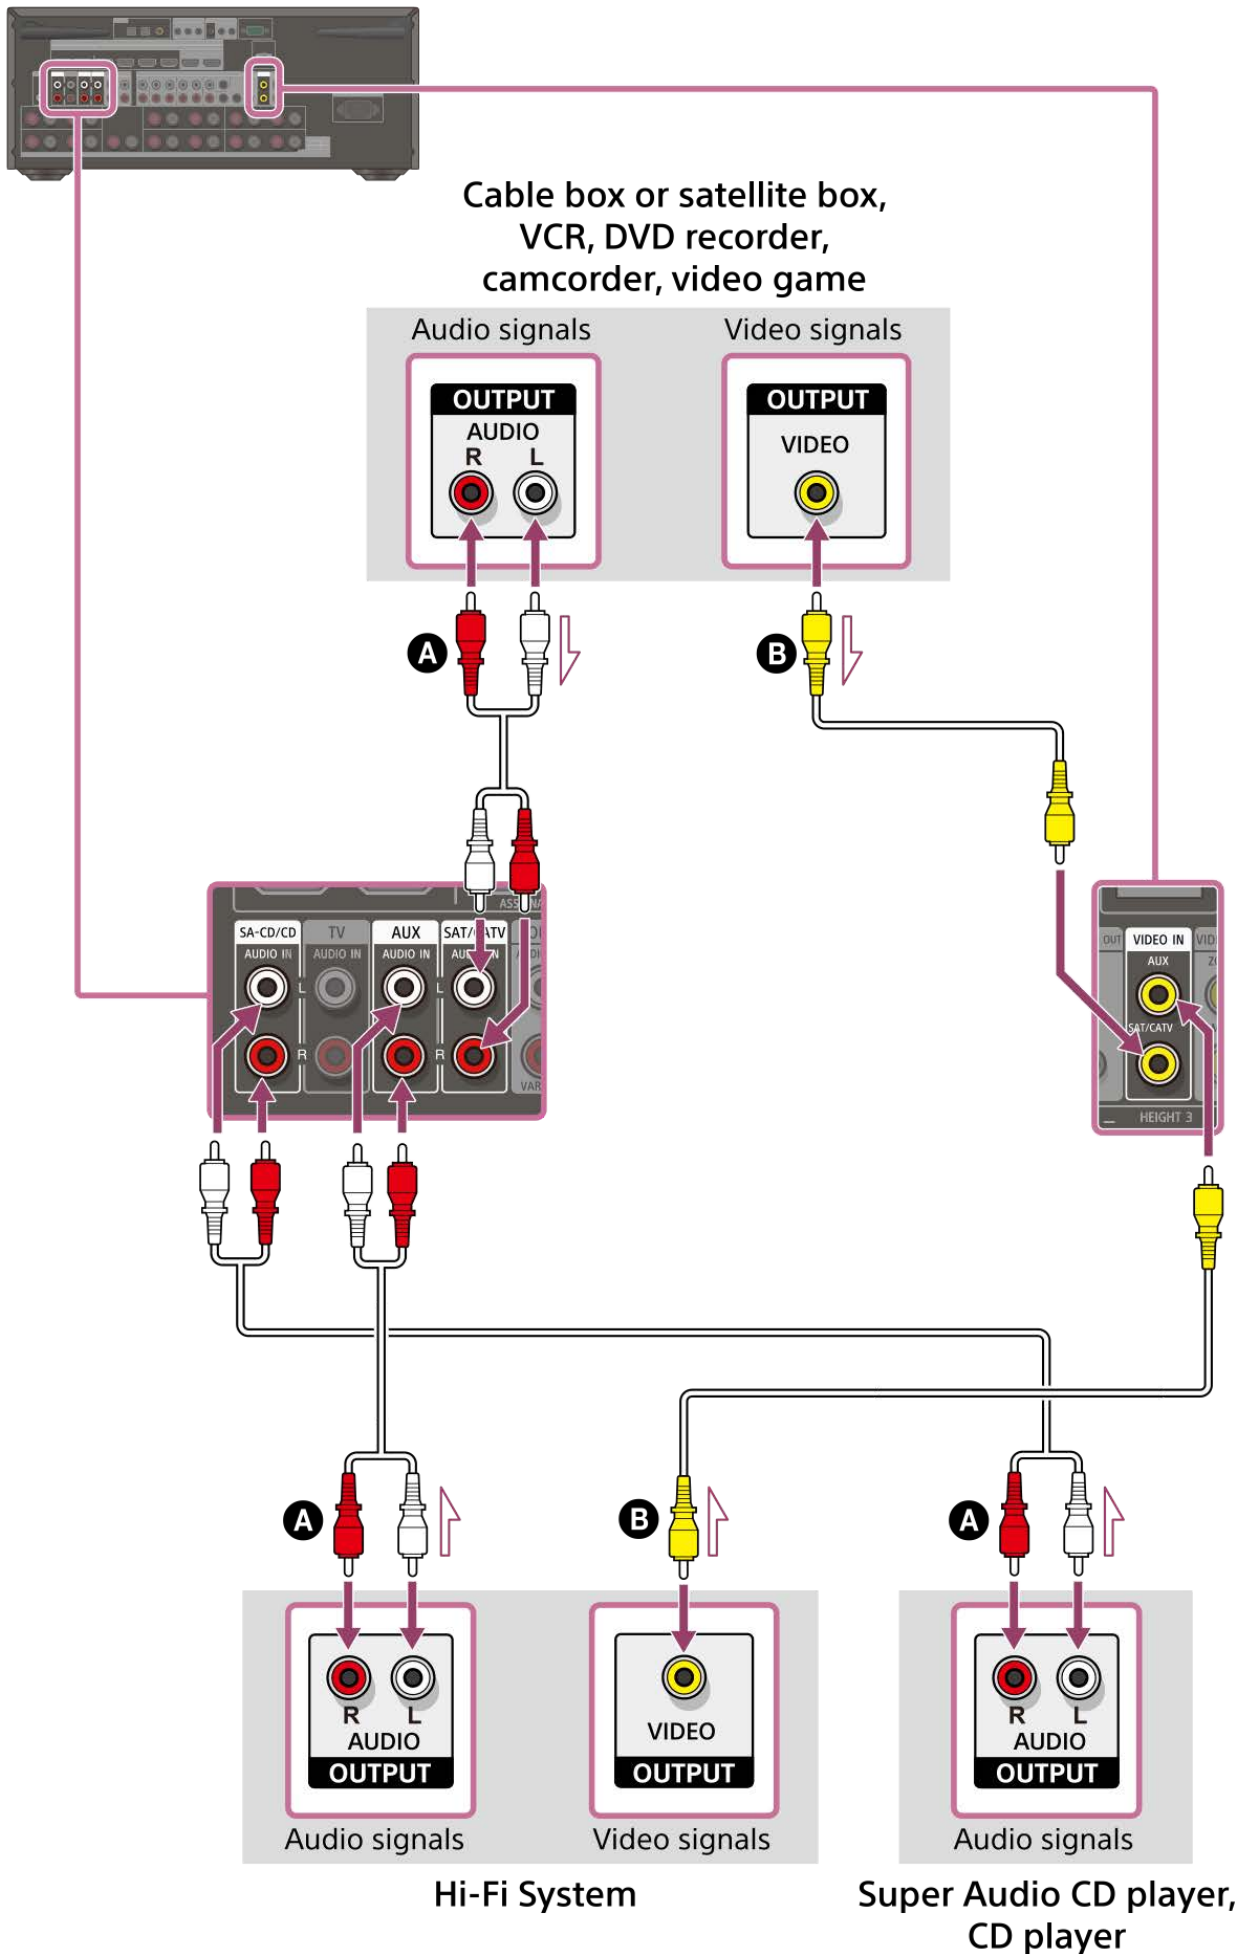 Cable box or satellite box,
VCR, DVD recorder,
camcorder, video game
Audio signals
Video signals
OUTPUT
AUDIO
R L
OUTPUT
VIDEO
A
B
SA-CD/CD
AUDIO IN
TV
AUDIO IN
AUX
AUDIO IN
SAT/CATV
L
L
R
R
OUT
VIDEO IN
AUX
SAT/CATV
HEIGHT 3
A
B
A
R L
AUDIO
OUTPUT
Audio signals
VIDEO
OUTPUT
Video signals
Hi-Fi System
R L
AUDIO
OUTPUT
Audio signals
Super Audio CD player,
CD player